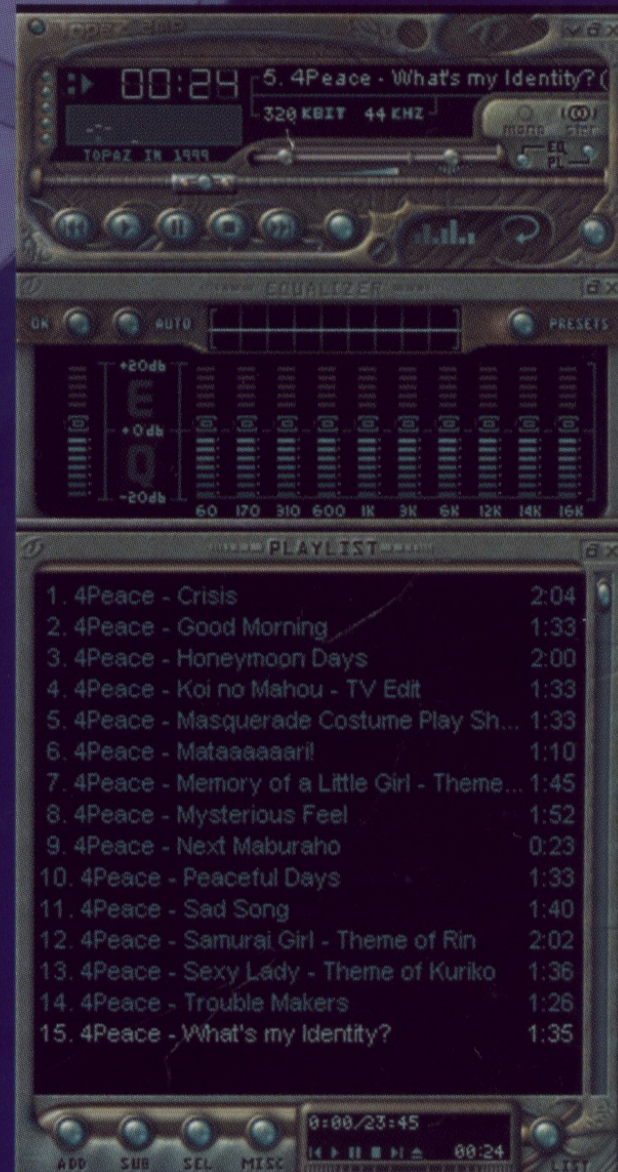 Topaz AMP
00:24
5. 4Peace - What's my Identity? (
320 KBIT 44 KHZ
mono
TOPAZ IN 1999
EQ
PL
EQUALIZER
ON AUTO PRESETS
+20db
+0db
-20db
EQ
60 170 310 600 1K 3K 6K 12K 14K 16K
PLAYLIST
1. 4Peace - Crisis 2:04
2. 4Peace - Good Morning 1:33
3. 4Peace - Honeymoon Days 2:00
4. 4Peace - Koi no Mahou - TV Edit 1:33
5. 4Peace - Masquerade Costume Play Sh... 1:33
6. 4Peace - Mataaaaaari! 1:10
7. 4Peace - Memory of a Little Girl - Theme... 1:45
8. 4Peace - Mysterious Feel 1:52
9. 4Peace - Next Maburaho 0:23
10. 4Peace - Peaceful Days 1:33
11. 4Peace - Sad Song 1:40
12. 4Peace - Samurai Girl - Theme of Rin 2:02
13. 4Peace - Sexy Lady - Theme of Kuriko 1:36
14. 4Peace - Trouble Makers 1:26
15. 4Peace - What's my Identity? 1:35
0:00/23:45
00:24
ADD SUB SEL MISC LIST